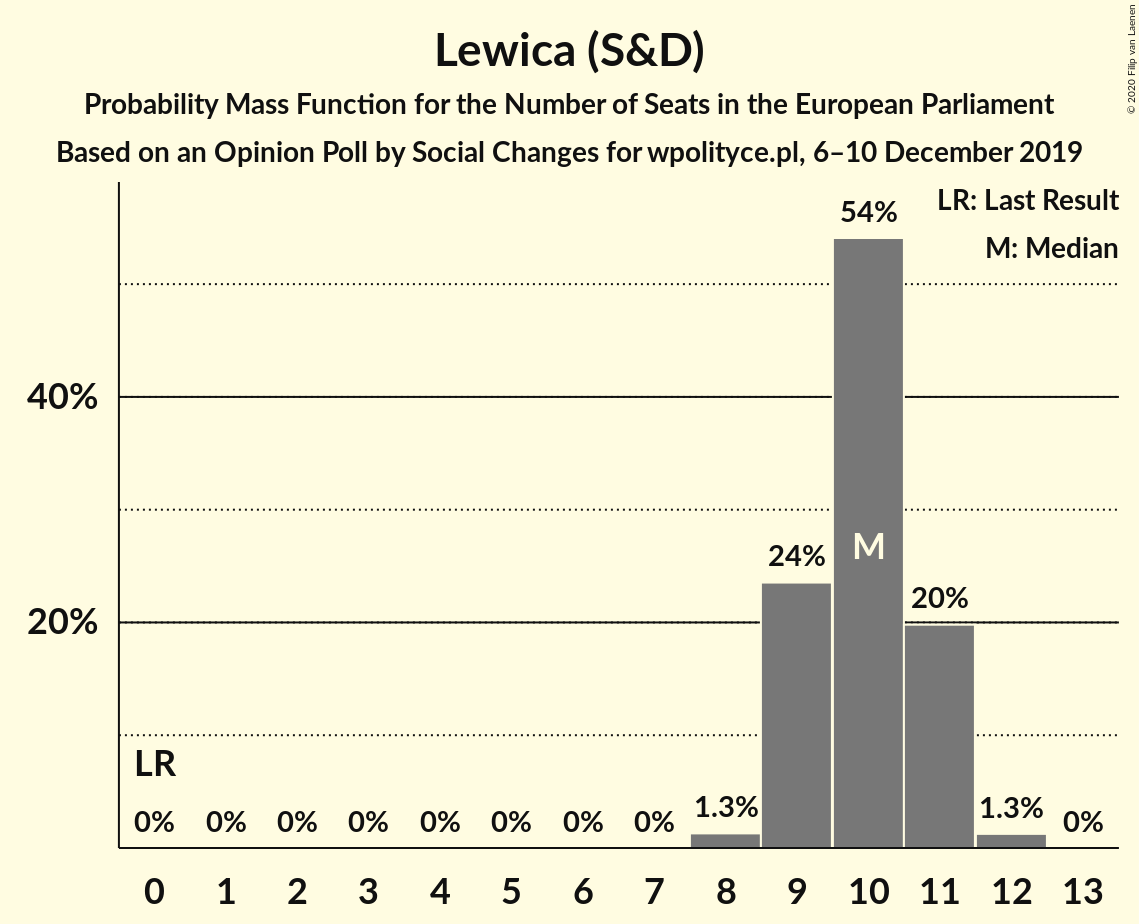 Lewica (S&D)
Probability Mass Function for the Number of Seats in the European Parliament
Based on an Opinion Poll by Social Changes for wpolityce.pl, 6–10 December 2019
© 2020 Filip van Laenen
LR: Last Result
M: Median
54%
40%
M
24%
20%
20%
LR
0% 0% 0% 0% 0% 0% 0% 0% 1.3% 1.3% 0%
0 1 2 3 4 5 6 7 8 9 10 11 12 13